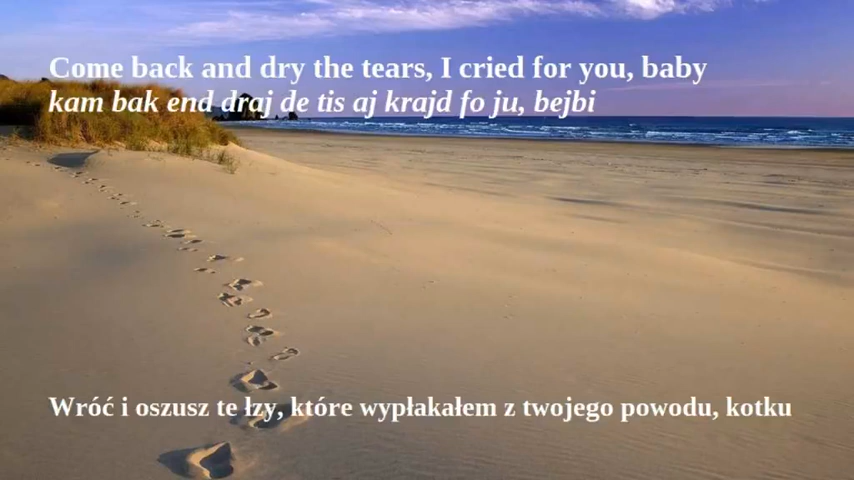 Come back and dry the tears, I cried for you, baby
kam bak end draj de tis aj krajd fo ju, bejbi
Wróć i oszusz te łzy, które wypłakałem z twojego powodu, kotku